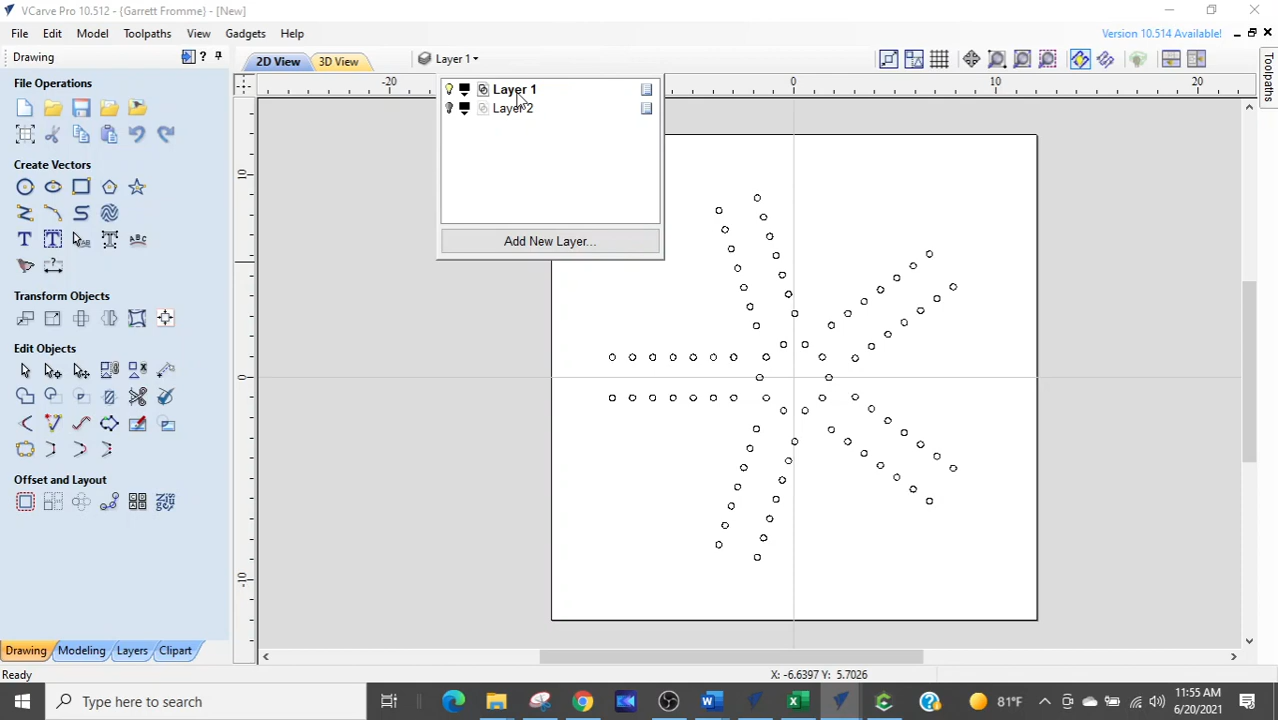 VCarve Pro 10.512 - {Garrett Fromme} - [New]
File Edit Model Toolpaths View Gadgets Help
Version 10.514 Available!
Drawing
2D View
3D View
Layer 1
Toolpaths
File Operations
-20
0
10
20
Layer 1
Layer 2
Add New Layer...
Create Vectors
Transform Objects
Edit Objects
Offset and Layout
10
0
-10
Drawing
Modeling
Layers
Clipart
Ready
X: -6.6397 Y: 5.7026
Type here to search
81°F
11:55 AM
6/20/2021